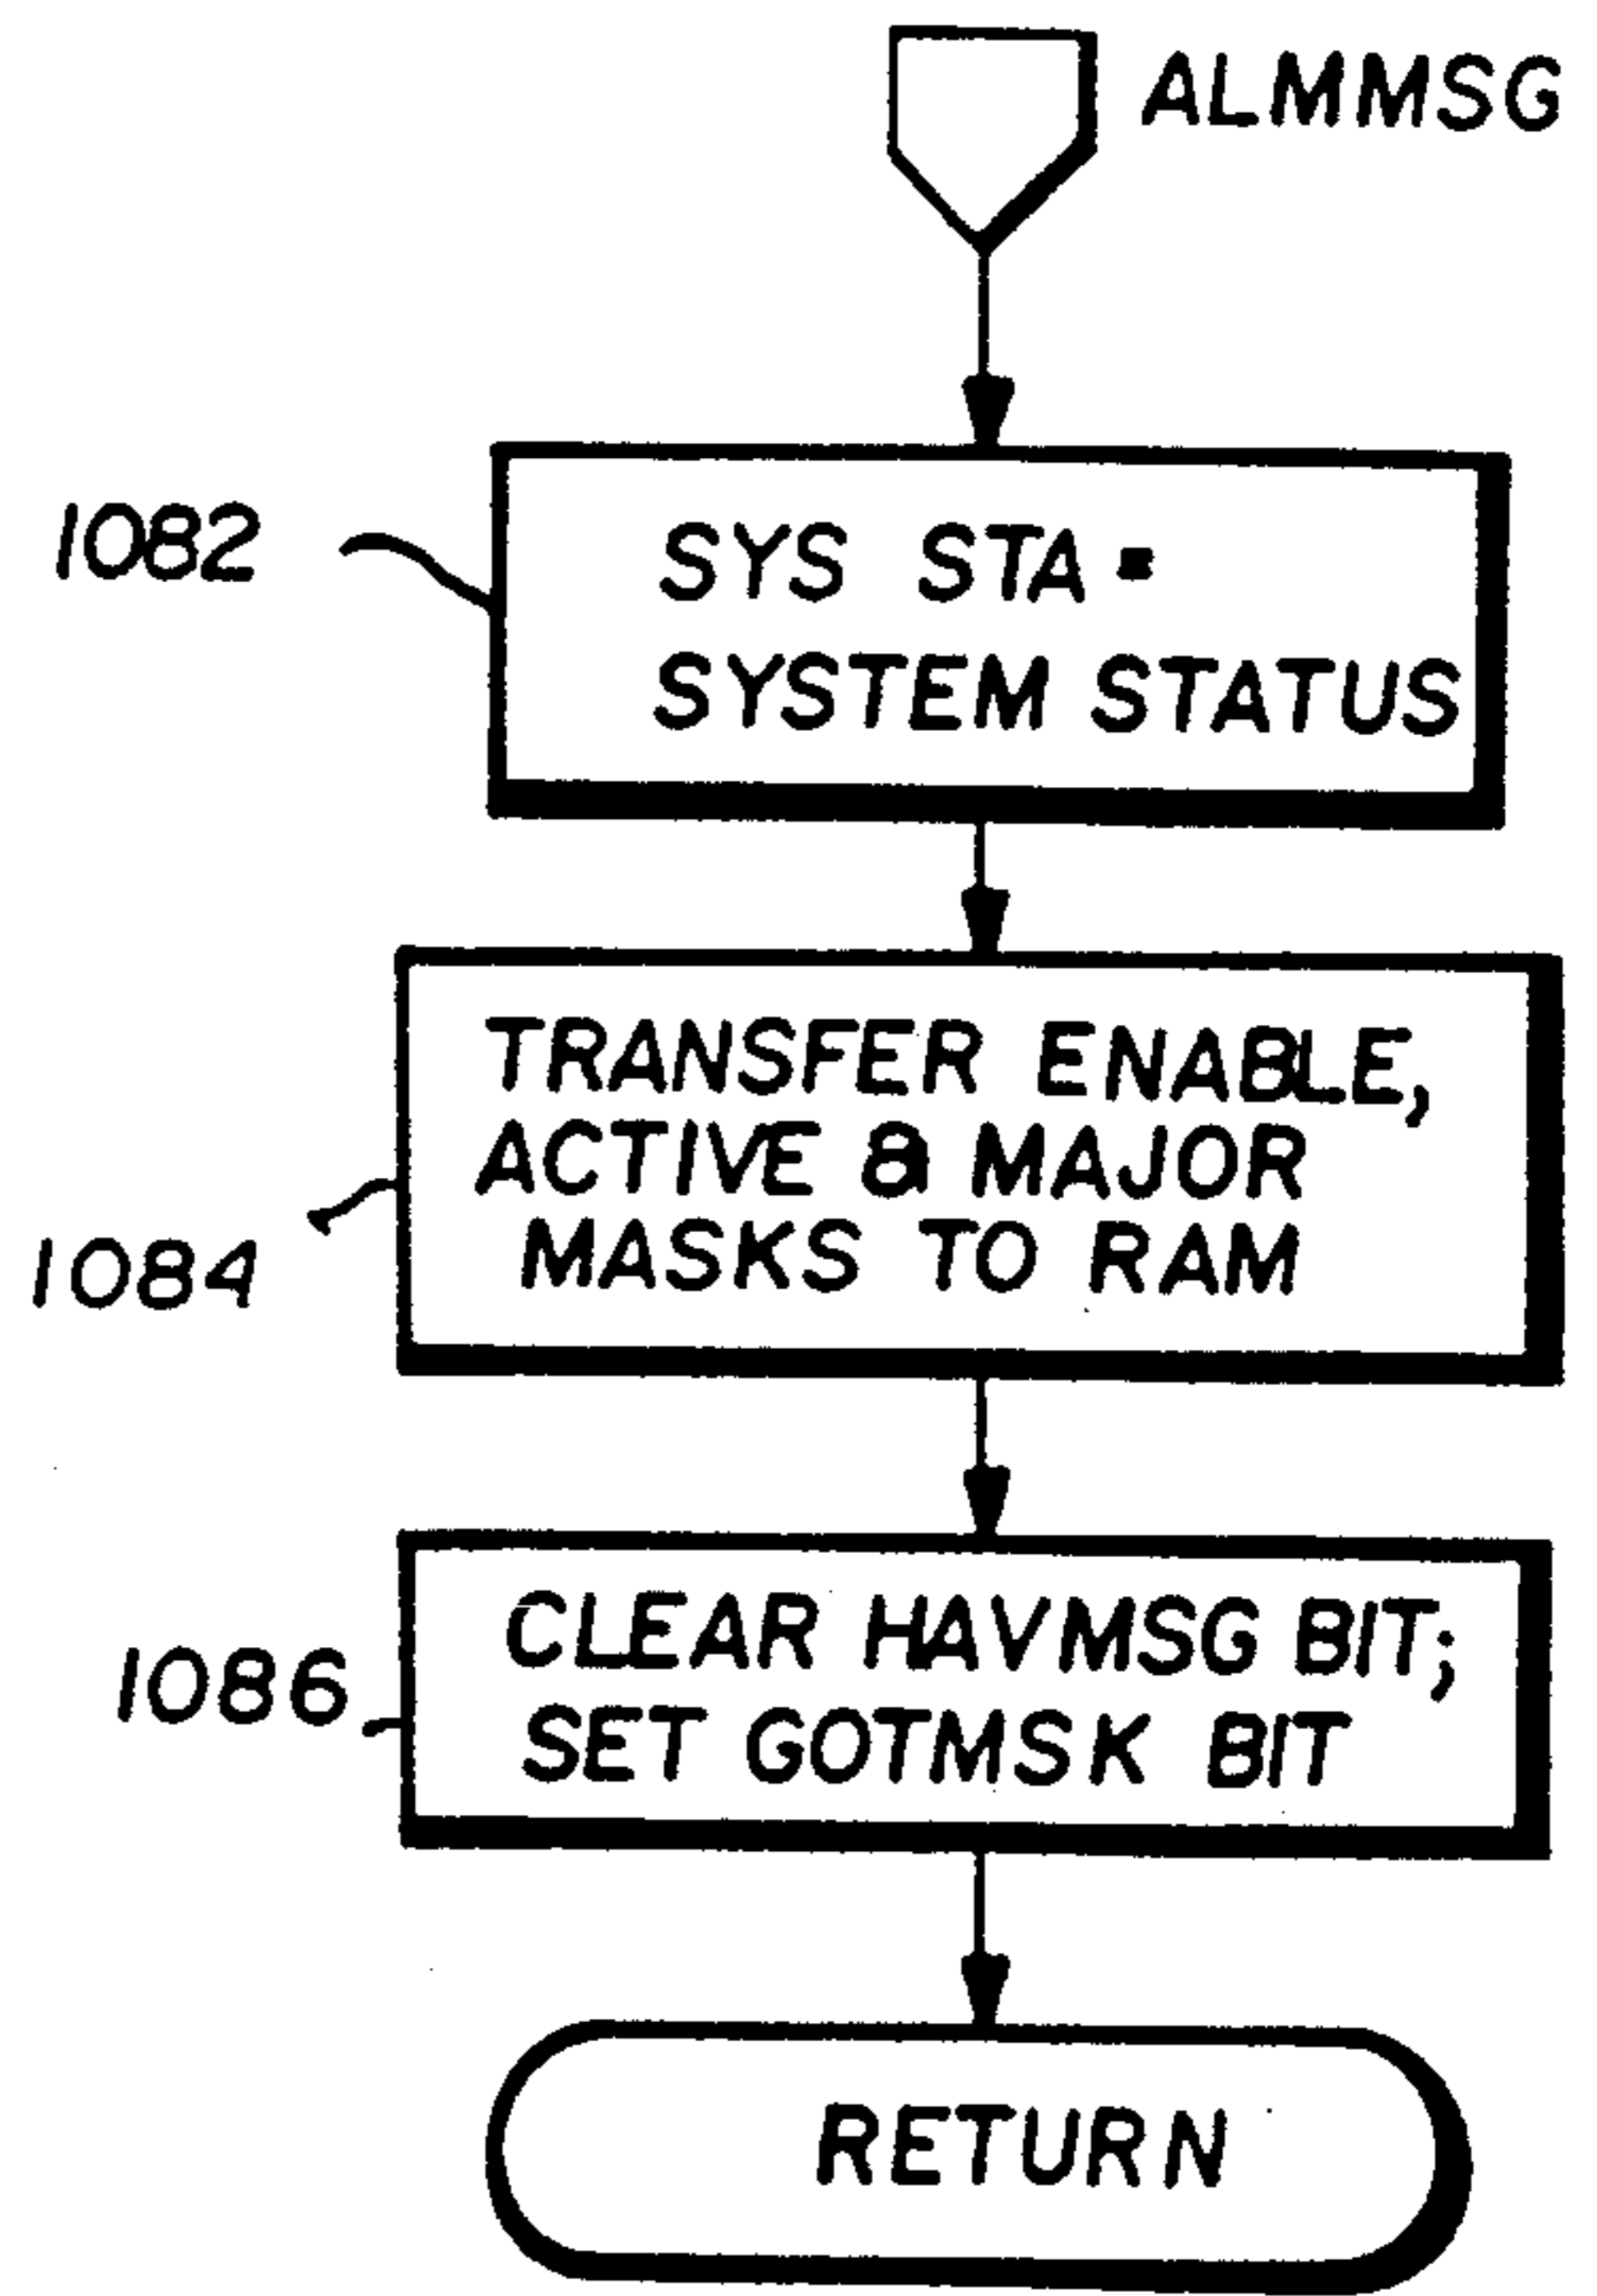 ALMMSG
1082
SYS STA =
SYSTEM STATUS
1084
TRANSFER ENABLE,
ACTIVE & MAJOR
MASKS TO RAM
1086
CLEAR HAVMSG BIT;
SET GOTMSK BIT
RETURN